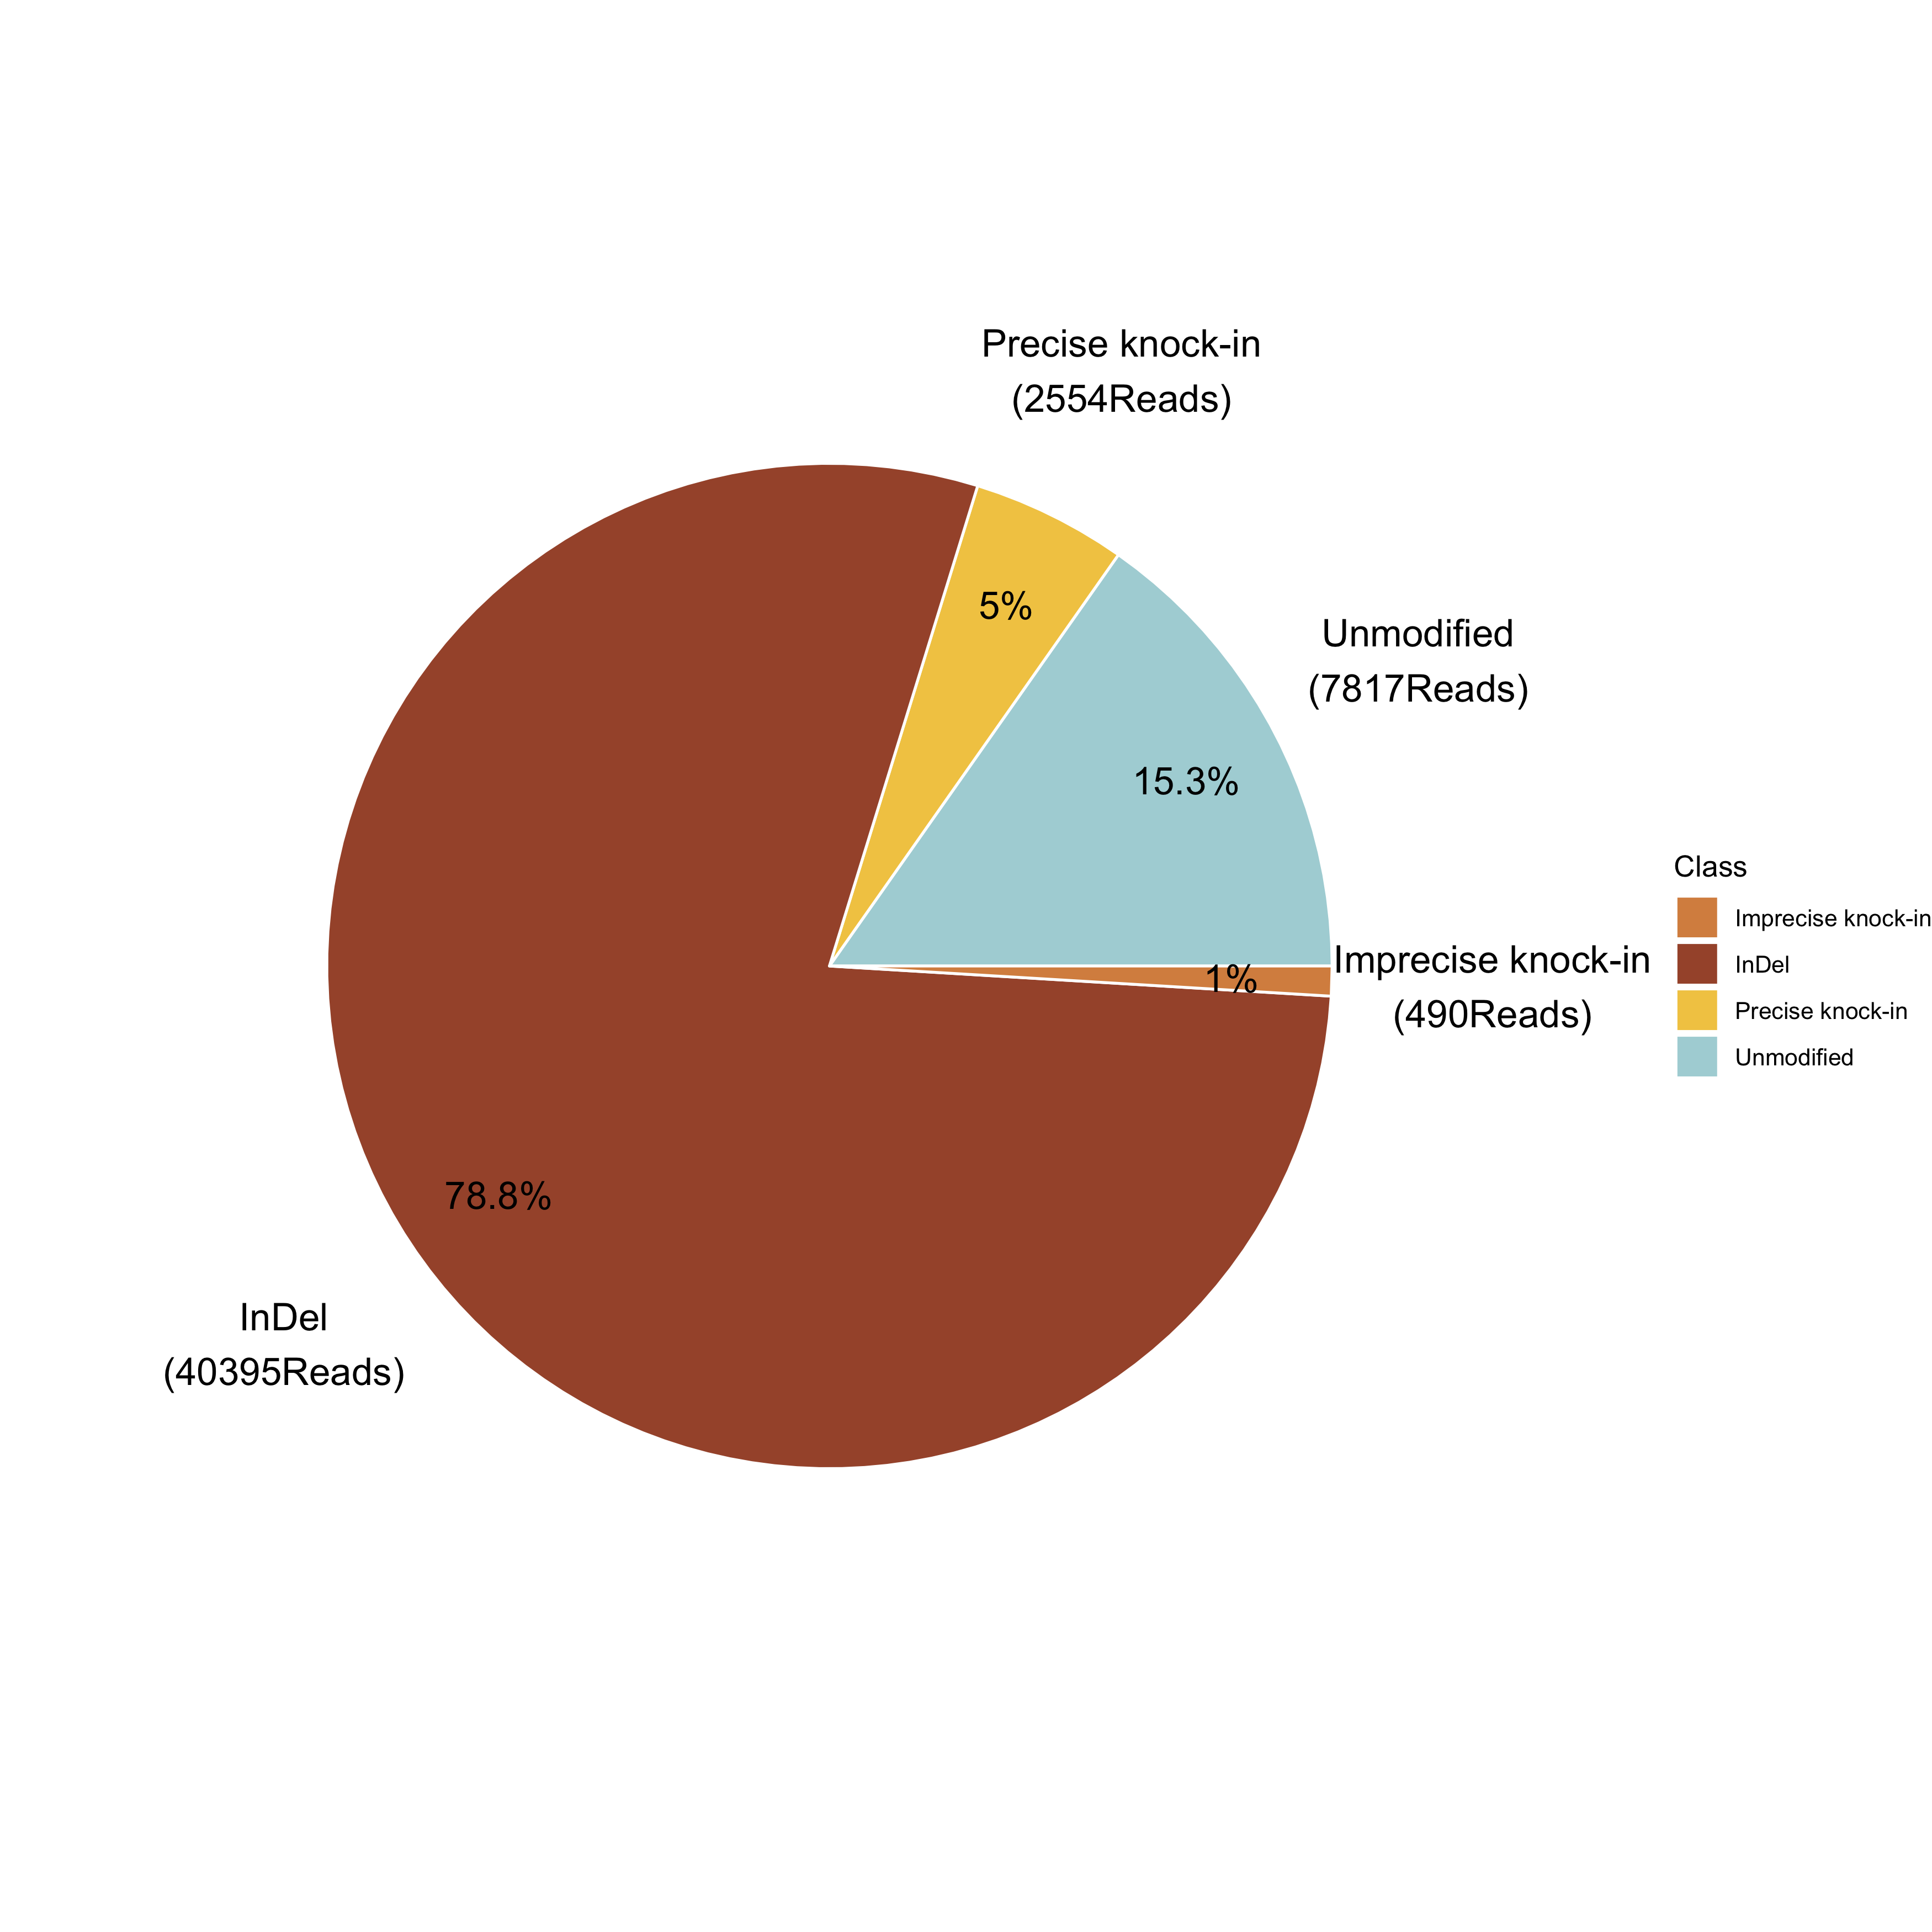 Precise knock-in
(2554Reads)
5%
Unmodified
(7817Reads)
15.3%
Imprecise knock-in
1%
(490Reads)
78.8%
InDel
(40395Reads)
Class
Imprecise knock-in
InDel
Precise knock-in
Unmodified